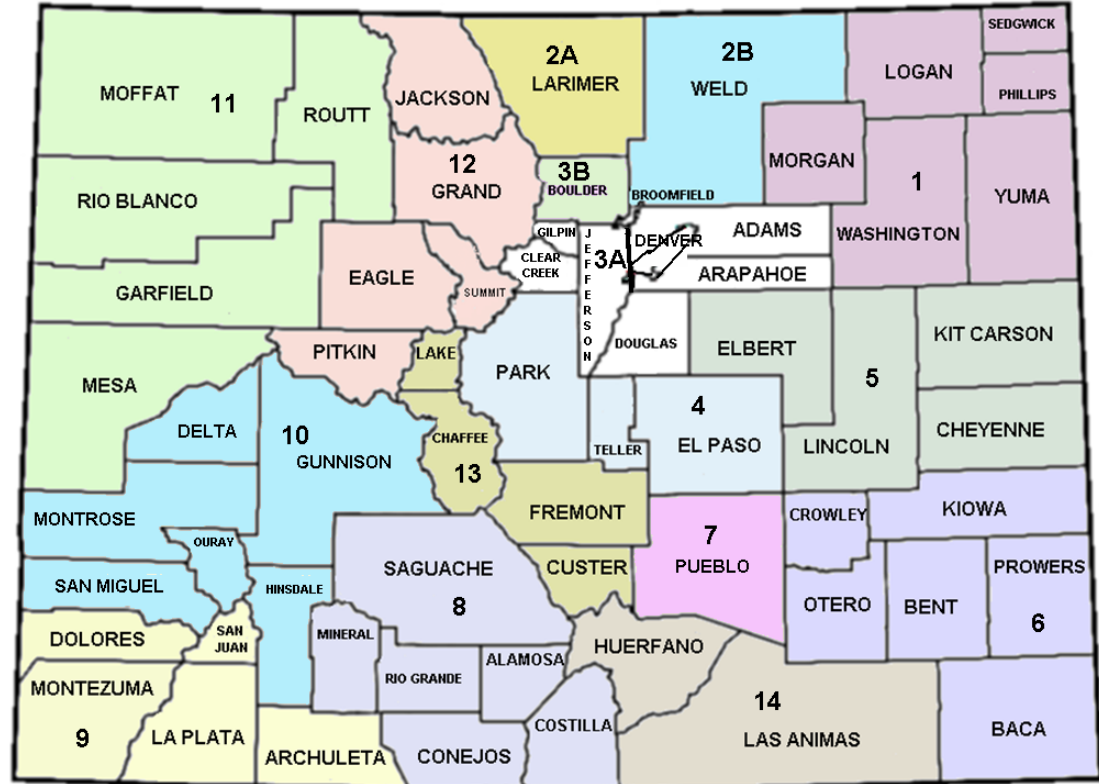 SEDGWICK
2A
2B
LARIMER
LOGAN
WELD
MOFFAT
11
JACKSON
PHILLIPS
ROUTT
12
3B
MORGAN
1
GRAND
BOULDER
BROOMFIELD
YUMA
RIO BLANCO
GILPIN
JEFFERSON
DENVER
ADAMS
WASHINGTON
CLEAR
CREEK
3A
ARAPAHOE
EAGLE
GARFIELD
SUMMIT
KIT CARSON
DOUGLAS
ELBERT
PITKIN
LAKE
PARK
5
MESA
4
DELTA
10
CHAFFEE
CHEYENNE
GUNNISON
TELLER
EL PASO
LINCOLN
13
MONTROSE
FREMONT
CROWLEY
KIOWA
7
OURAY
PUEBLO
SAGUACHE
CUSTER
PROWERS
SAN MIGUEL
HINSDALE
8
OTERO
BENT
6
DOLORES
SAN
JUAN
MINERAL
HUERFANO
ALAMOSA
RIO GRANDE
MONTEZUMA
14
COSTILLA
BACA
9
LA PLATA
LAS ANIMAS
ARCHULETA
CONEJOS